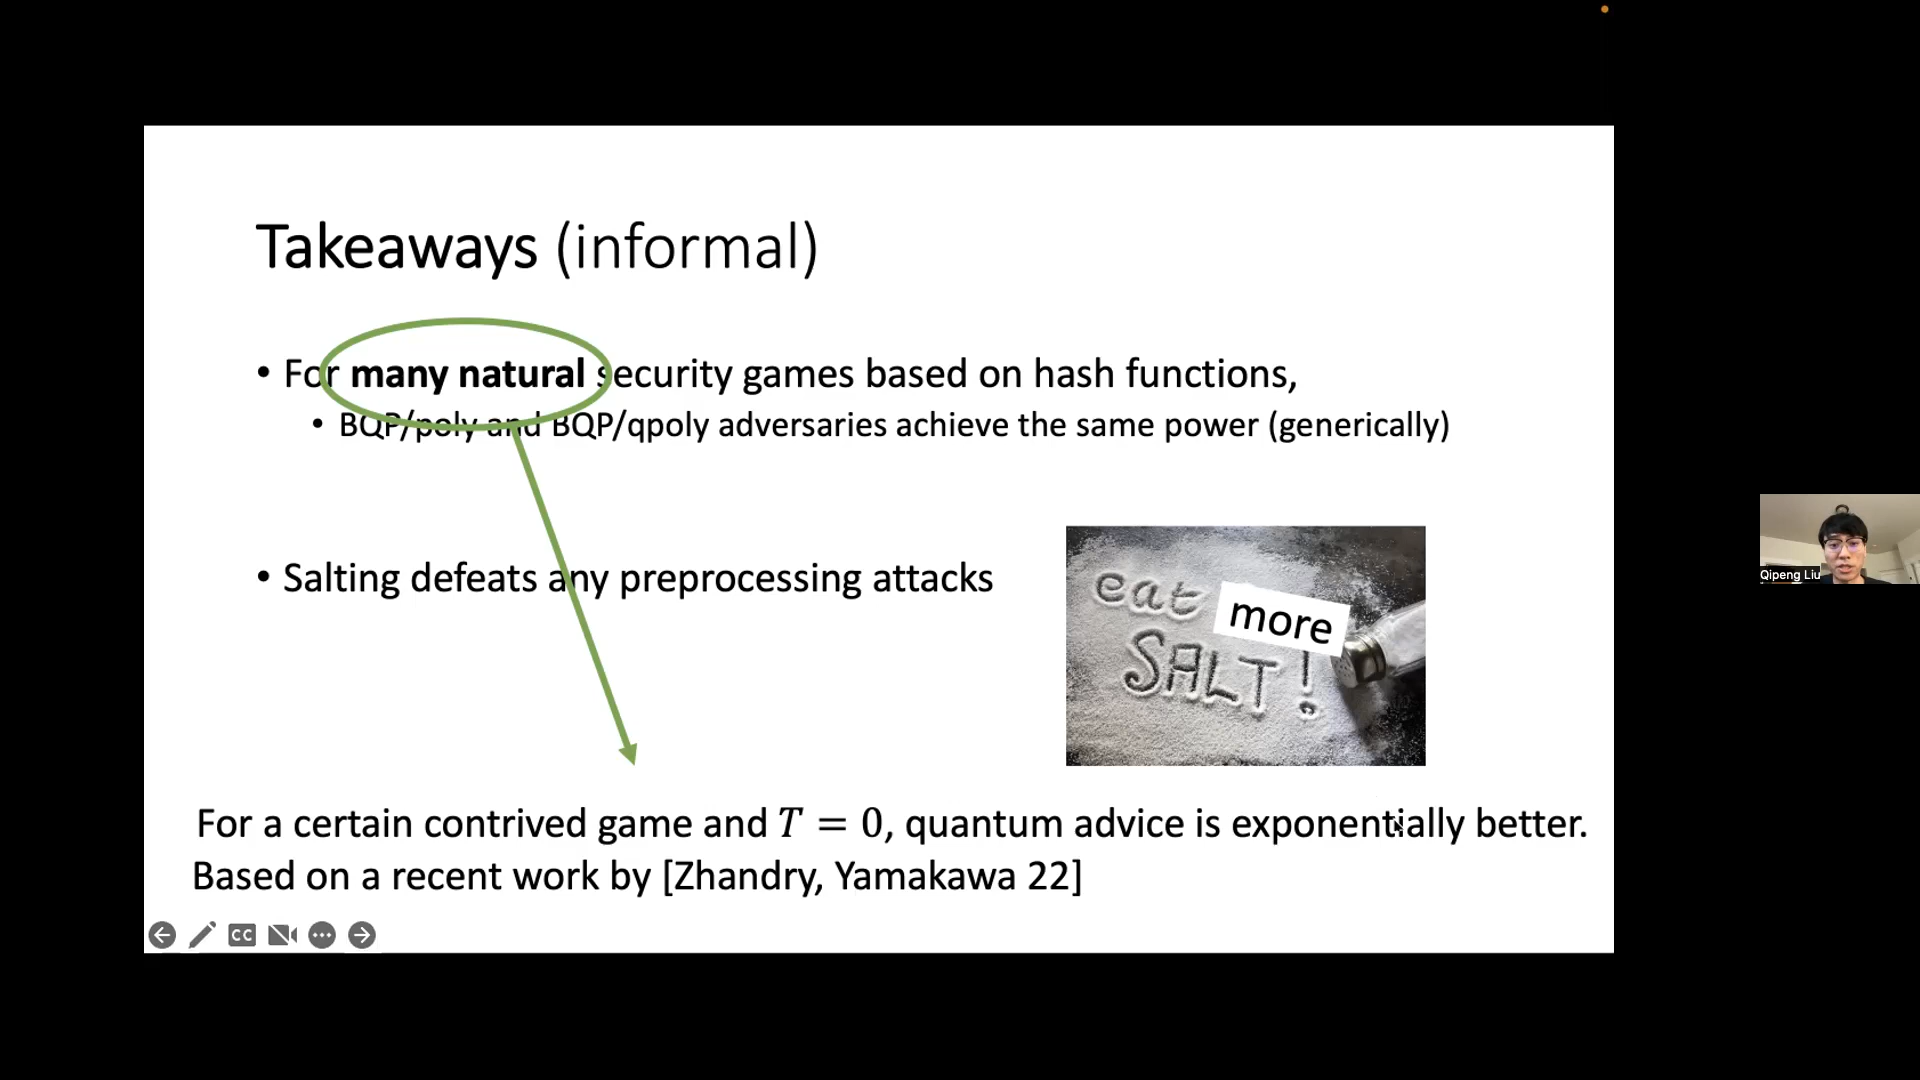 Takeaways (informal)
• For many natural security games based on hash functions,
• BQP/poly and BQP/qpoly adversaries achieve the same power (generically)
• Salting defeats any preprocessing attacks
eat more
SALT!
For a certain contrived game and T = 0, quantum advice is exponentially better.
Based on a recent work by [Zhandry, Yamakawa 22]
CC
Qipeng Liu